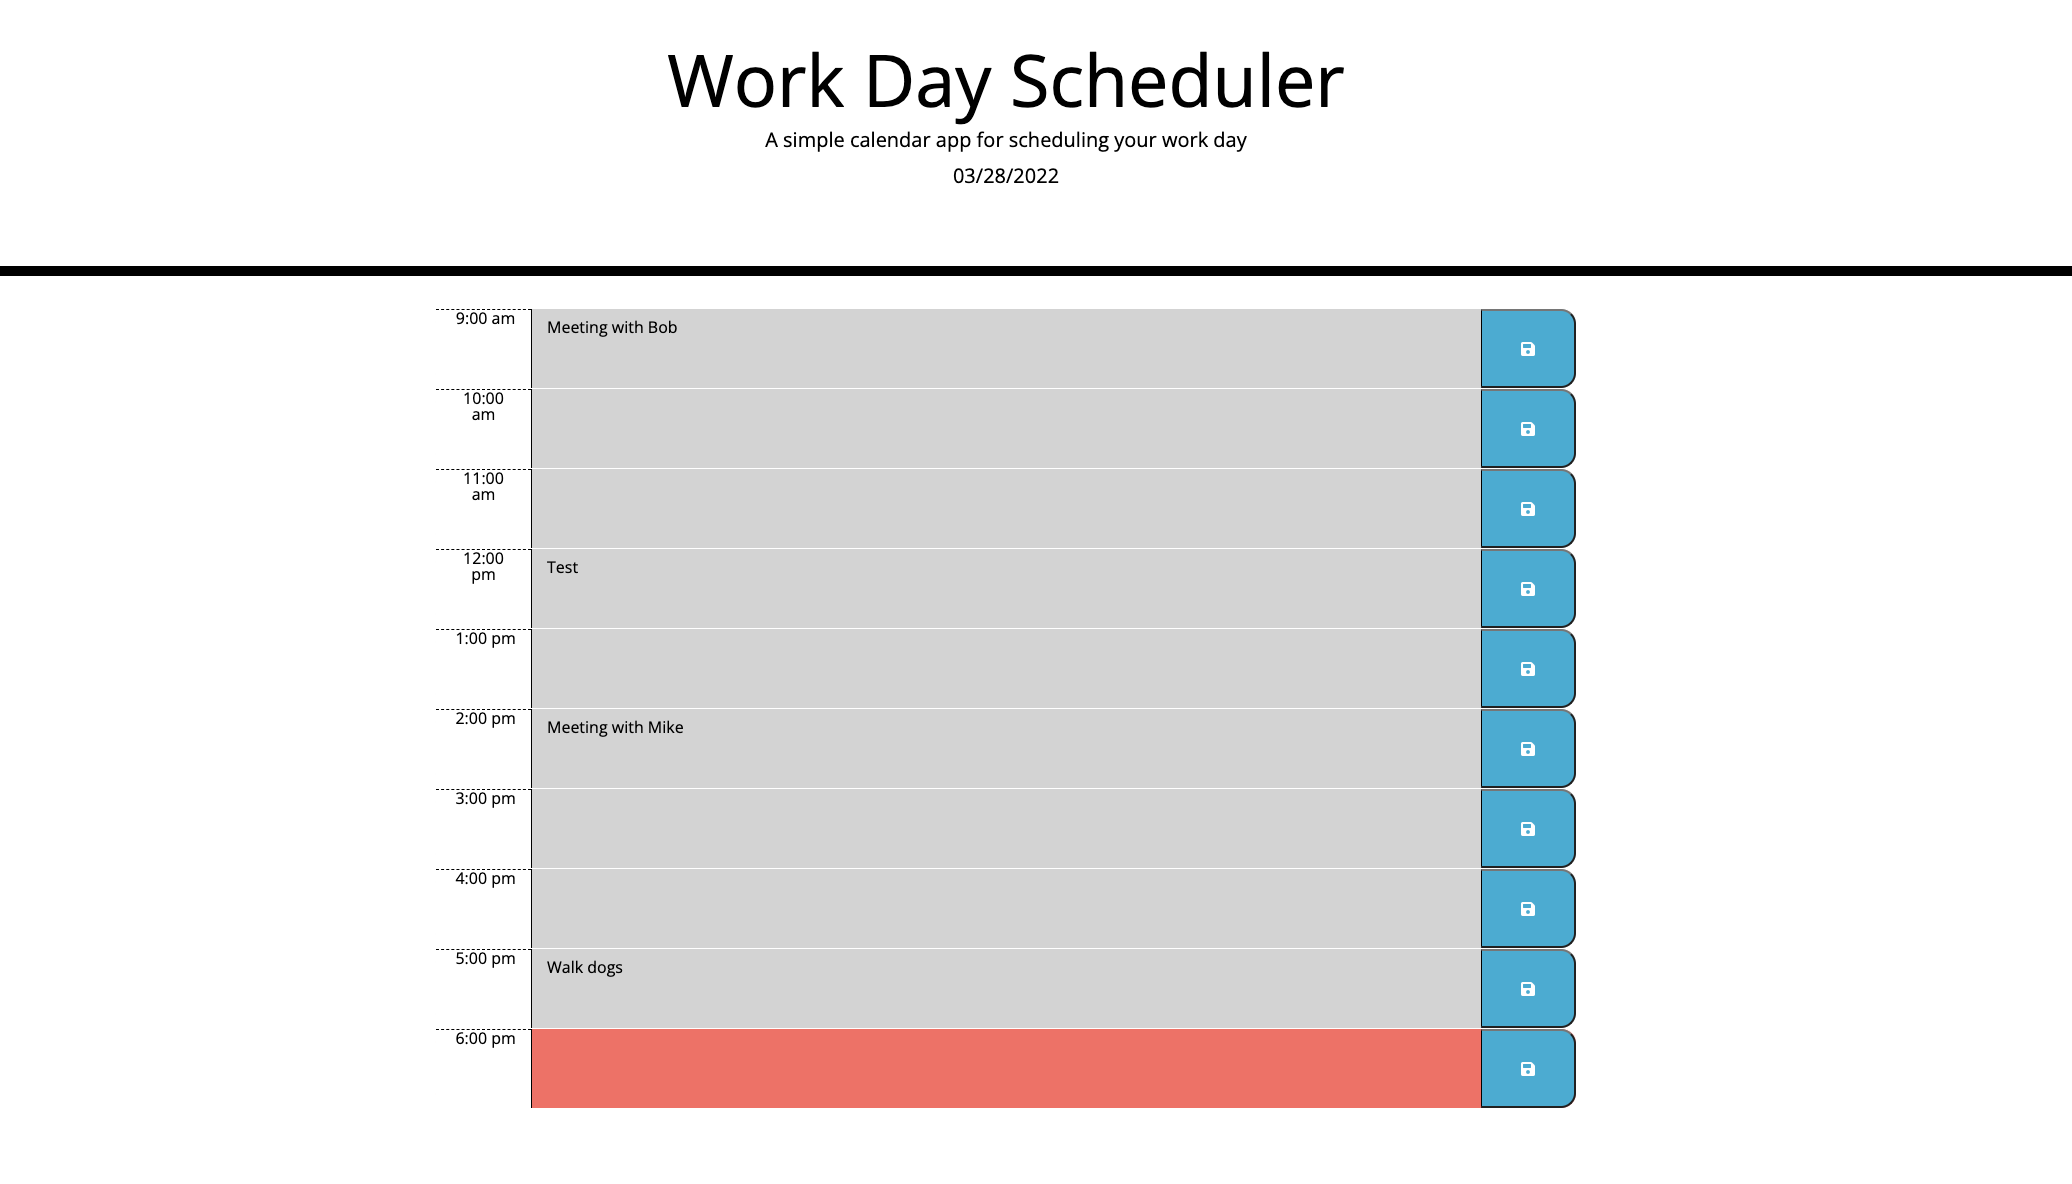 Work Day Scheduler
A simple calendar app for scheduling your work day
03/28/2022
9:00 am
Meeting with Bob
10:00
am
11:00
am
12:00
pm
Test
1:00 pm
2:00 pm
Meeting with Mike
3:00 pm
4:00 pm
5:00 pm
Walk dogs
6:00 pm